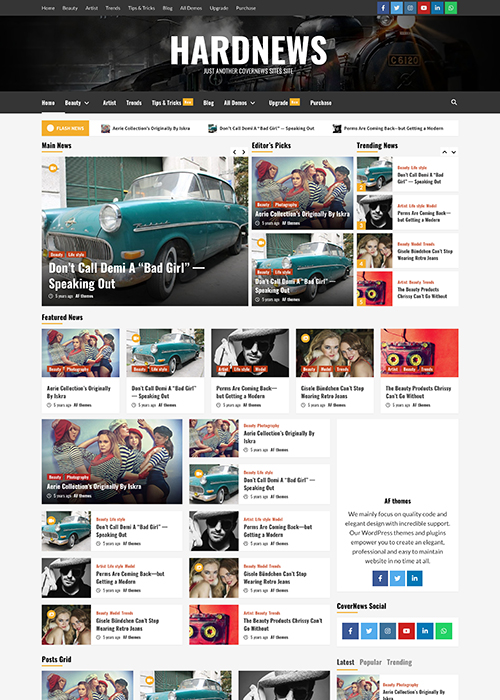 Home Beauty Artist Trends Tips & Tricks Blog All Demos Upgrade Purchase
HARDNEWS
JUST ANOTHER COVERNEWS SITES SITE
C6120
Home Beauty Artist Trends Tips & Tricks Blog All Demos Upgrade Purchase
FLASH NEWS
Aerie Collection's Originally By Iskra
Don't Call Demi A “Bad Girl” — Speaking Out
Perms Are Coming Back—but Getting a Modern
Main News
Beauty Life style
Don't Call Demi A “Bad Girl” —
Speaking Out
5 years ago AF themes
Editor's Picks
Beauty Photography
Aerie Collection's Originally By Iskra
5 years ago AF themes
Beauty Life style
Don't Call Demi A “Bad Girl” —
Speaking Out
5 years ago AF themes
Trending News
Beauty Life style
Don't Call Demi A “Bad
Girl” — Speaking Out
2
Artist Life style Model
Perms Are Coming Back—
but Getting a Modern
3
Beauty Model Trends
Gisele Bündchen Can't Stop
Wearing Retro Jeans
4
Artist Beauty Trends
The Beauty Products
Chrissy Can't Go Without
5
Featured News
Beauty Photography
Aerie Collection's Originally
By Iskra
5 years ago AF themes
Beauty Life style
Don't Call Demi A “Bad Girl”
— Speaking Out
5 years ago AF themes
Artist Life style Model
Perms Are Coming Back—
but Getting a Modern
5 years ago AF themes
Beauty Model Trends
Gisele Bündchen Can't Stop
Wearing Retro Jeans
5 years ago AF themes
Artist Beauty Trends
The Beauty Products Chrissy
Can't Go Without
5 years ago AF themes
Beauty Photography
Aerie Collection's Originally By Iskra
5 years ago AF themes
Beauty Life style
Don't Call Demi A “Bad Girl” —
Speaking Out
5 years ago AF themes
Artist Life style Model
Perms Are Coming Back—but
Getting a Modern
5 years ago AF themes
Beauty Model Trends
Gisele Bündchen Can't Stop
Wearing Retro Jeans
5 years ago AF themes
Beauty Photography
Aerie Collection's Originally By
Iskra
5 years ago AF themes
Beauty Life style
Don't Call Demi A “Bad Girl” —
Speaking Out
5 years ago AF themes
Artist Life style Model
Perms Are Coming Back—but
Getting a Modern
5 years ago AF themes
Beauty Model Trends
Gisele Bündchen Can't Stop
Wearing Retro Jeans
5 years ago AF themes
Artist Beauty Trends
The Beauty Products Chrissy Can't
Go Without
5 years ago AF themes
AF themes
We mainly focus on quality code and
elegant design with incredible support.
Our WordPress themes and plugins
empower you to create an elegant,
professional and easy to maintain
website in no time at all.
CoverNews Social
Latest Popular Trending
Beauty Photography
Aerie Collection's
Originally By Iskra
Posts Grid